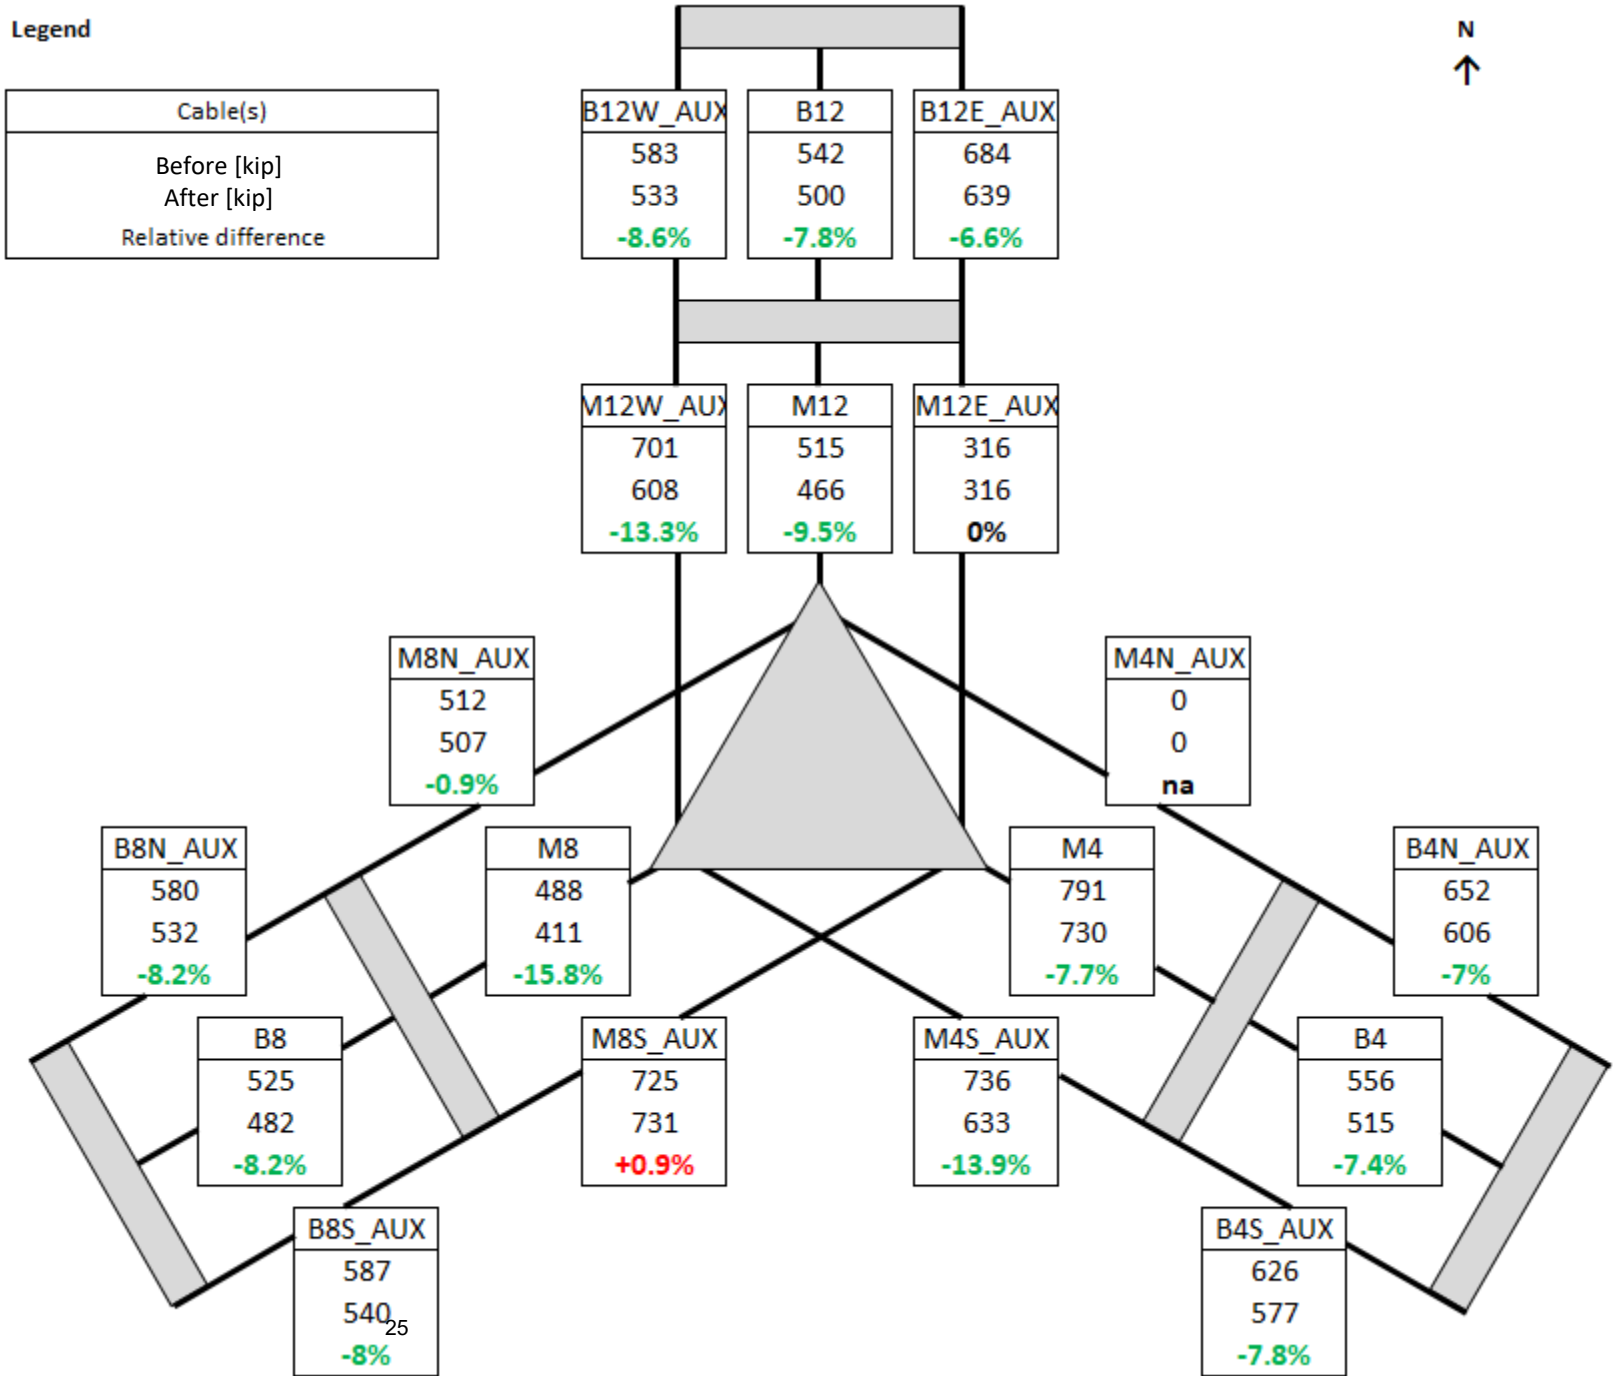 Legend
N
↑
Cable(s)
Before [kip]
After [kip]
Relative difference
B12W_AUX
583
533
-8.6%
B12
542
500
-7.8%
B12E_AUX
684
639
-6.6%
M12W_AUX
701
608
-13.3%
M12
515
466
-9.5%
M12E_AUX
316
316
0%
M8N_AUX
512
507
-0.9%
M4N_AUX
0
0
na
B8N_AUX
580
532
-8.2%
M8
488
411
-15.8%
M4
791
730
-7.7%
B4N_AUX
652
606
-7%
B8
525
482
-8.2%
M8S_AUX
725
731
+0.9%
M4S_AUX
736
633
-13.9%
B4
556
515
-7.4%
B8S_AUX
587
540
-8%
25
B4S_AUX
626
577
-7.8%